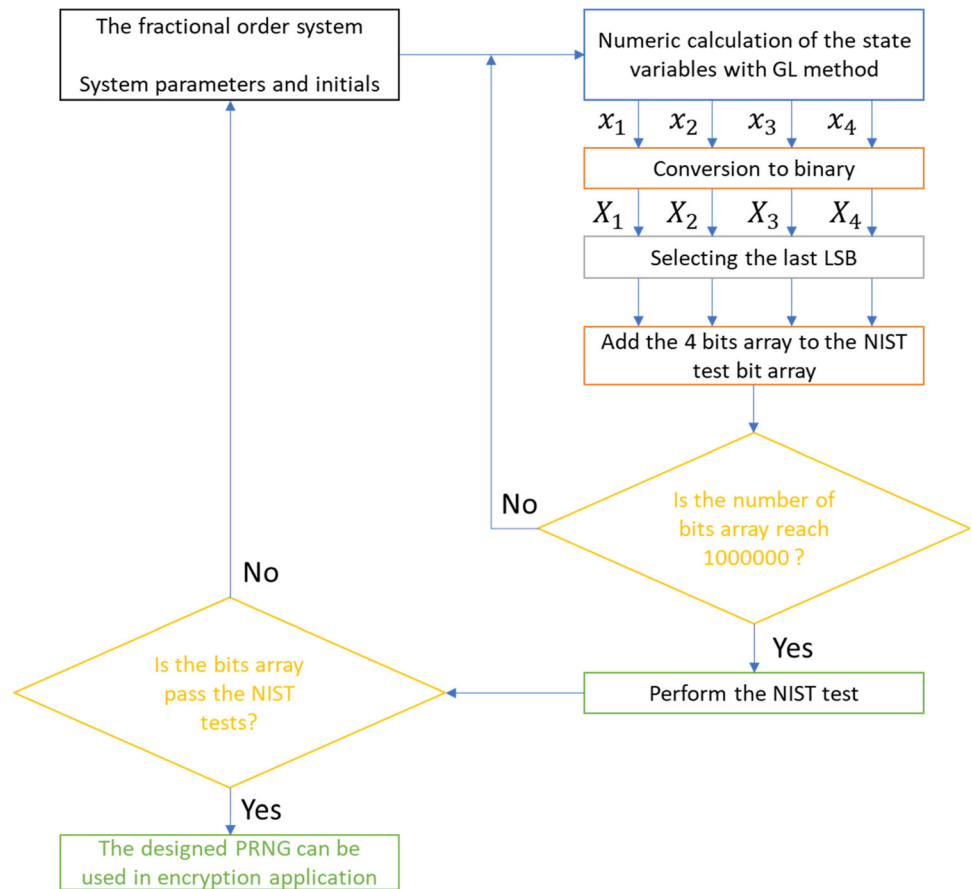 The fractional order system
System parameters and initials
Numeric calculation of the state
variables with GL method
x₁ x₂ x₃ x₄
Conversion to binary
X₁ X₂ X₃ X₄
Selecting the last LSB
Add the 4 bits array to the NIST
test bit array
No
Is the number of
bits array reach
1000000 ?
Yes
Perform the NIST test
No
Is the bits array
pass the NIST
tests?
Yes
The designed PRNG can be
used in encryption application